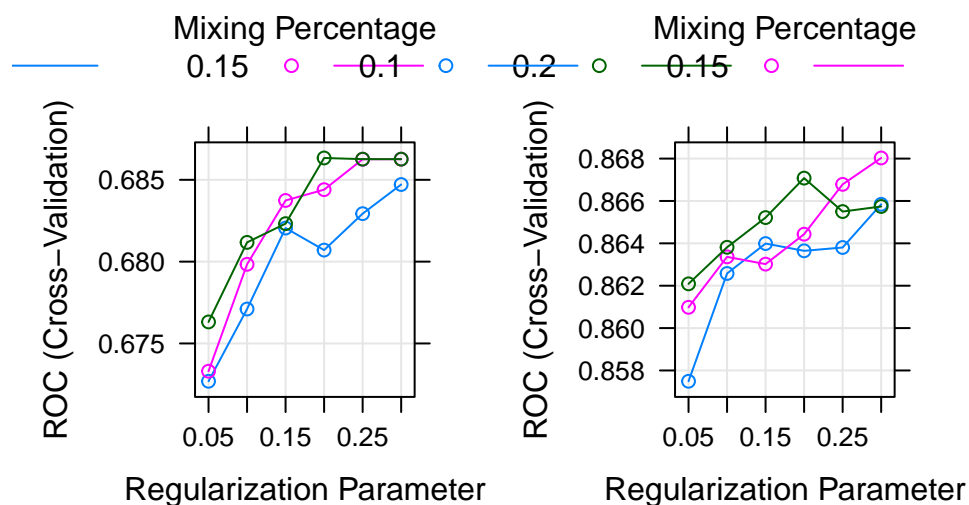 Mixing Percentage Mixing Percentage
0.15 0.1 0.2 0.15
ROC (Cross−Validation)
0.685
0.680
0.675
0.05 0.15 0.25
Regularization Parameter
ROC (Cross−Validation)
0.868
0.866
0.864
0.862
0.860
0.858
0.05 0.15 0.25
Regularization Parameter